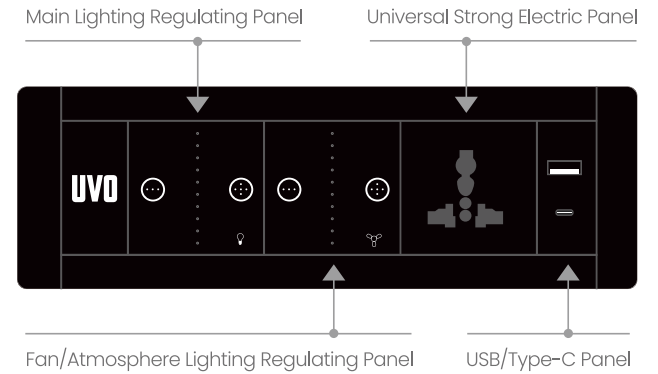 Main Lighting Regulating Panel
Universal Strong Electric Panel
UVO
Fan/Atmosphere Lighting Regulating Panel
USB/Type-C Panel